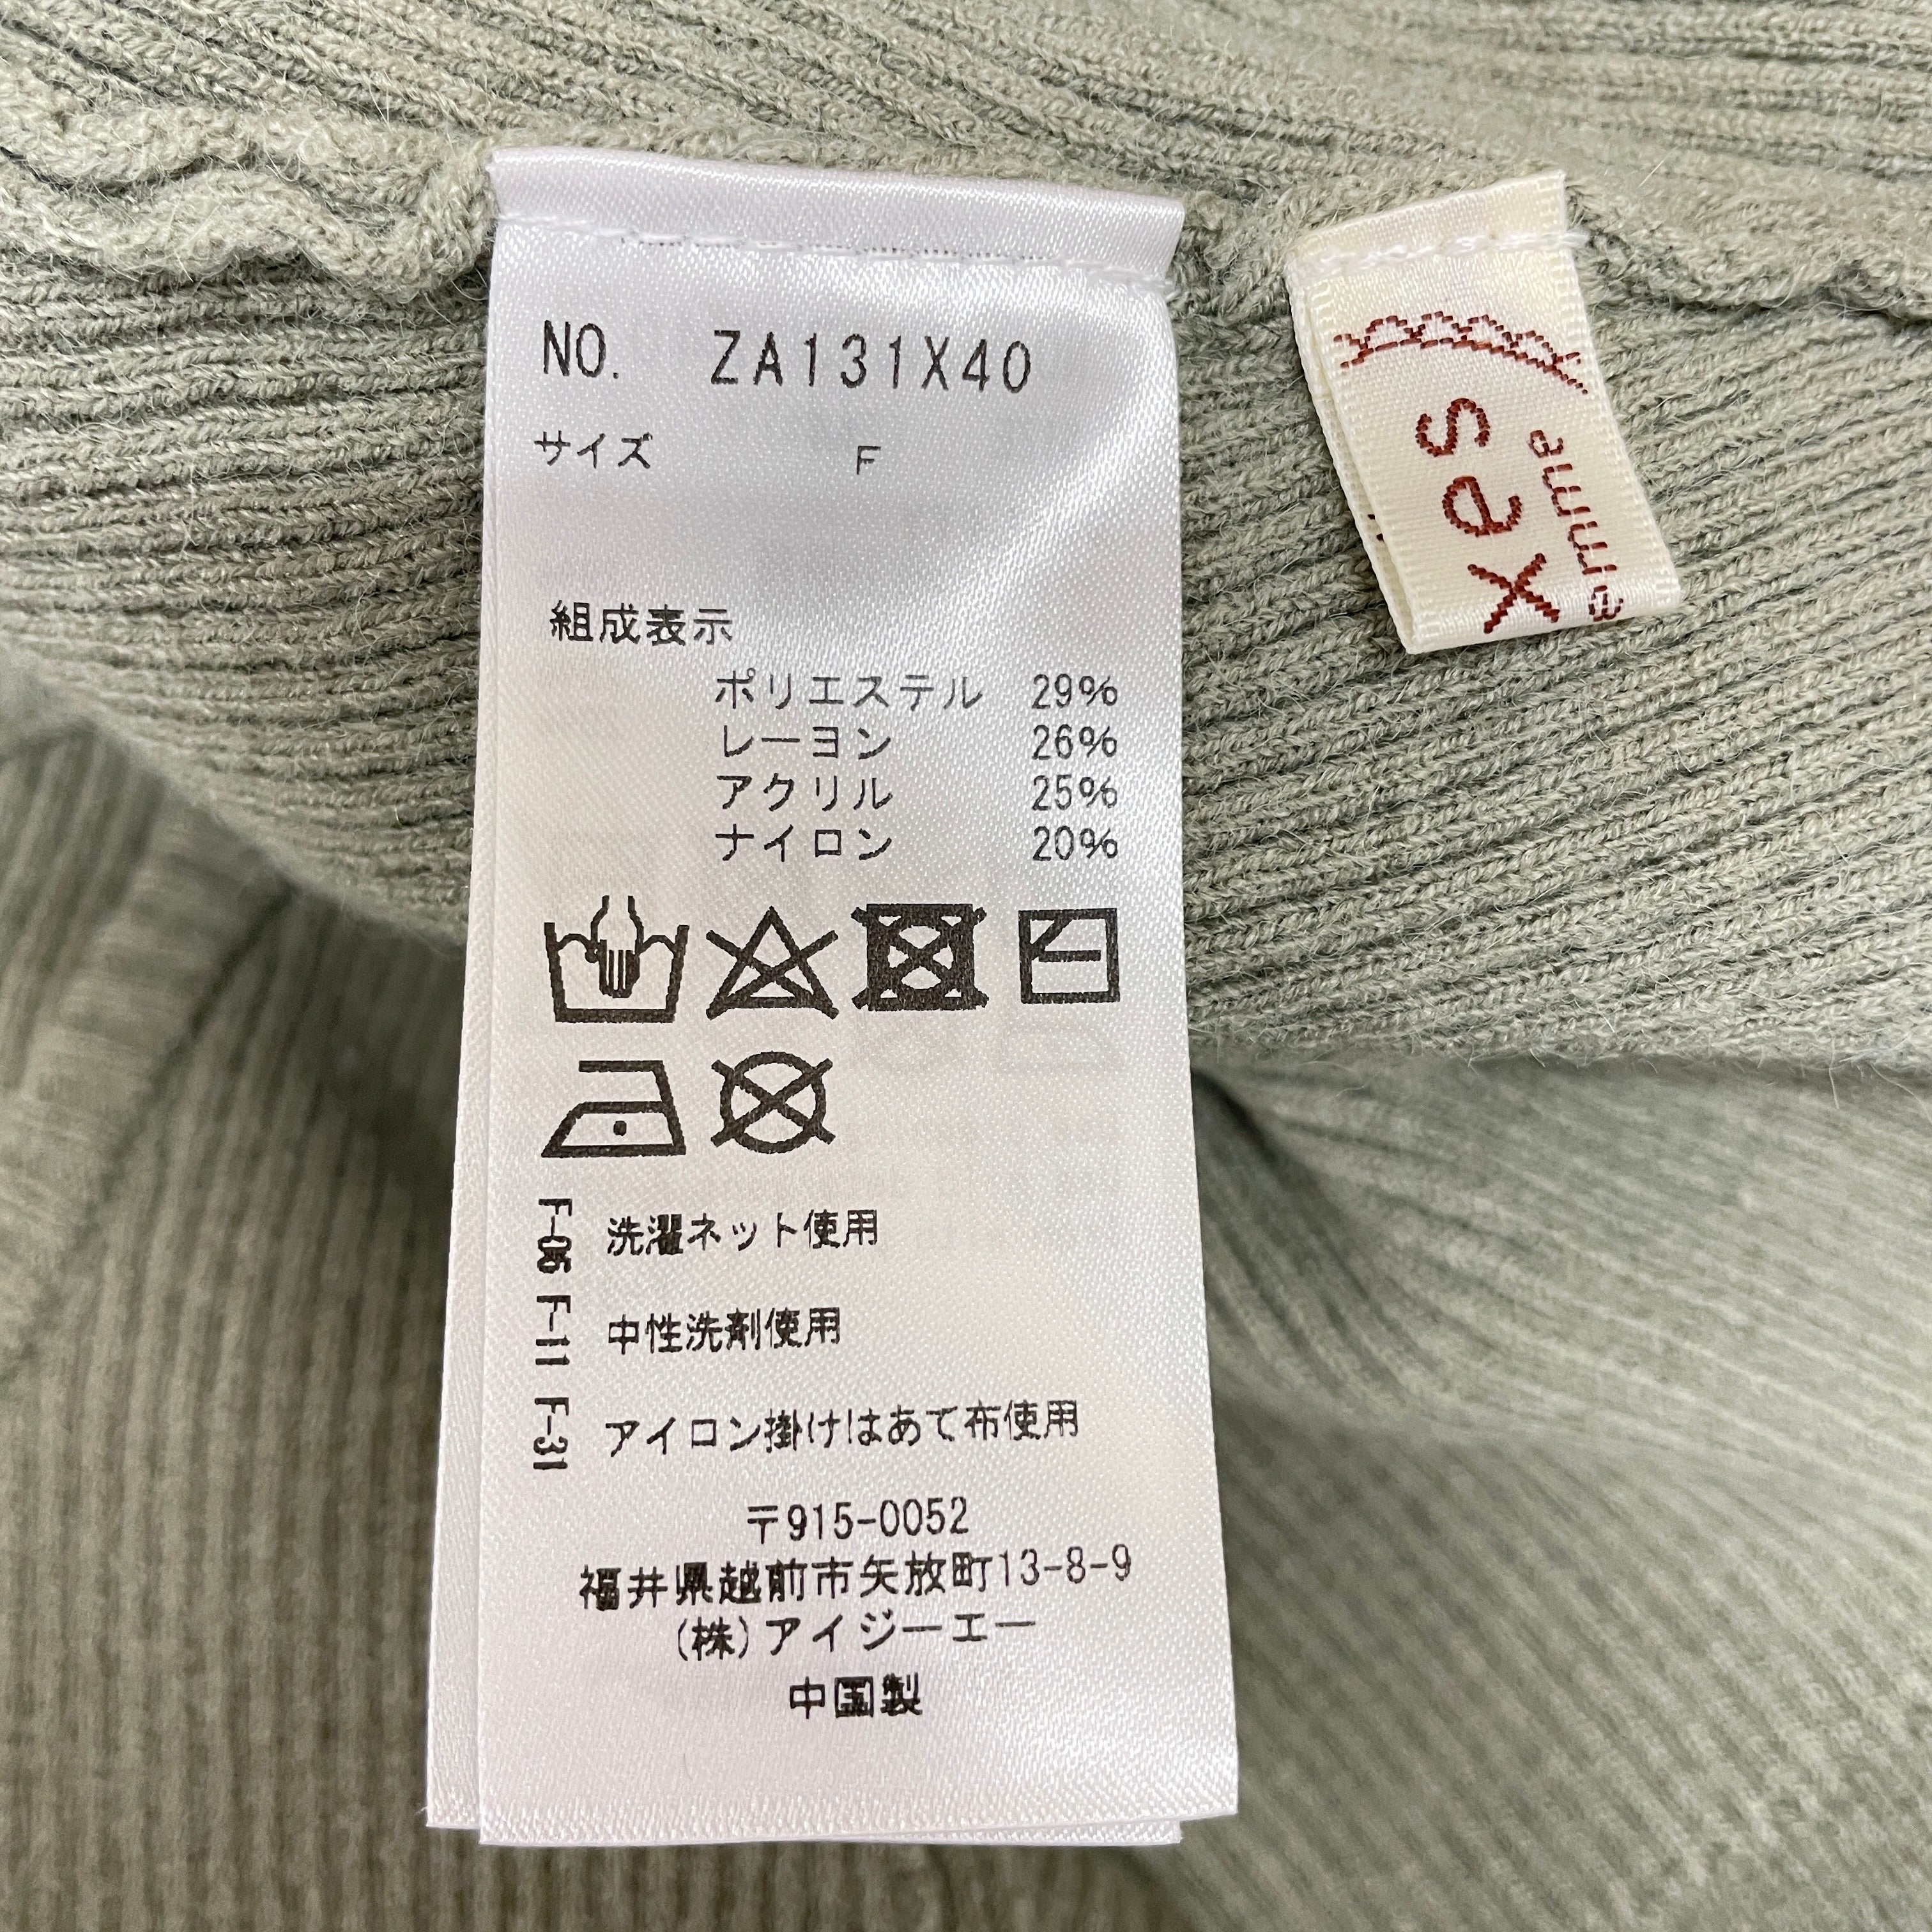 NO. ZA131X40
サイズ F
組成表示
ポリエステル 29%
レーヨン 26%
アクリル 25%
ナイロン 20%
F-06 洗濯ネット使用
F-11 中性洗剤使用
F-31 アイロン掛けはあて布使用
〒915-0052
福井県越前市矢放町13-8-9
(株)アイジーエー
中国製
xes
emme